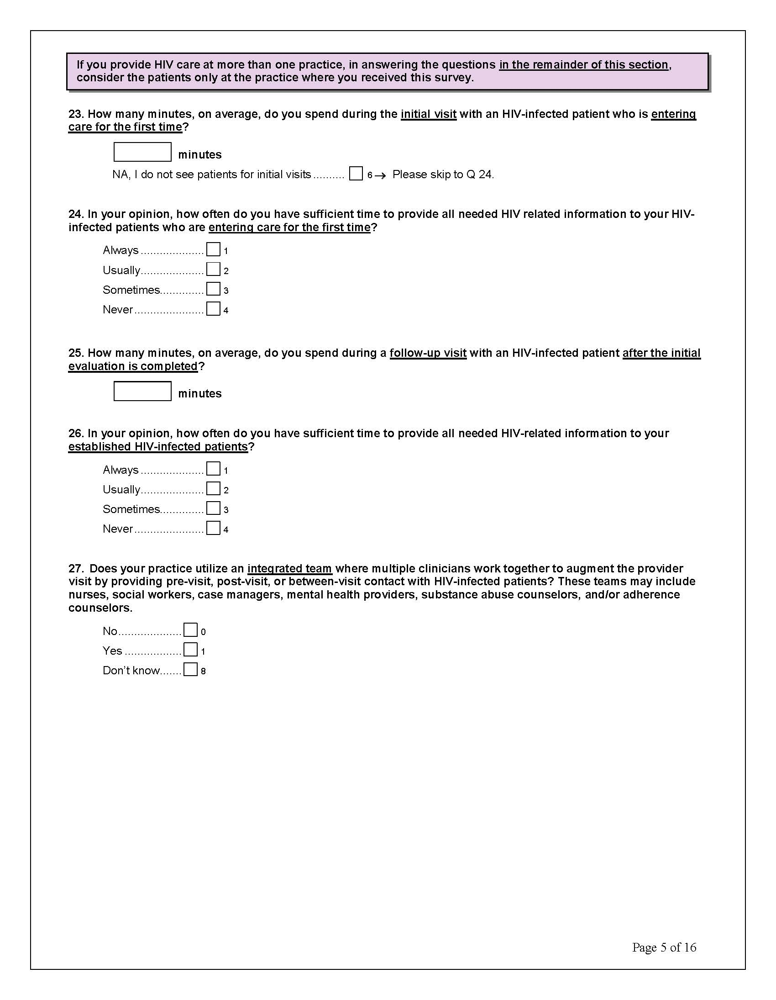 If you provide HIV care at more than one practice, in answering the questions in the remainder of this section,
consider the patients only at the practice where you received this survey.
23. How many minutes, on average, do you spend during the initial visit with an HIV-infected patient who is entering
care for the first time?
minutes
NA, I do not see patients for initial visits .......... 6→ Please skip to Q 24.
24. In your opinion, how often do you have sufficient time to provide all needed HIV related information to your HIV-
infected patients who are entering care for the first time?
Always .................... 1
Usually.................... 2
Sometimes.............. 3
Never ...................... 4
25. How many minutes, on average, do you spend during a follow-up visit with an HIV-infected patient after the initial
evaluation is completed?
minutes
26. In your opinion, how often do you have sufficient time to provide all needed HIV-related information to your
established HIV-infected patients?
Always .................... 1
Usually.................... 2
Sometimes.............. 3
Never ...................... 4
27. Does your practice utilize an integrated team where multiple clinicians work together to augment the provider
visit by providing pre-visit, post-visit, or between-visit contact with HIV-infected patients? These teams may include
nurses, social workers, case managers, mental health providers, substance abuse counselors, and/or adherence
counselors.
No.................... 0
Yes .................. 1
Don’t know....... 8
Page 5 of 16